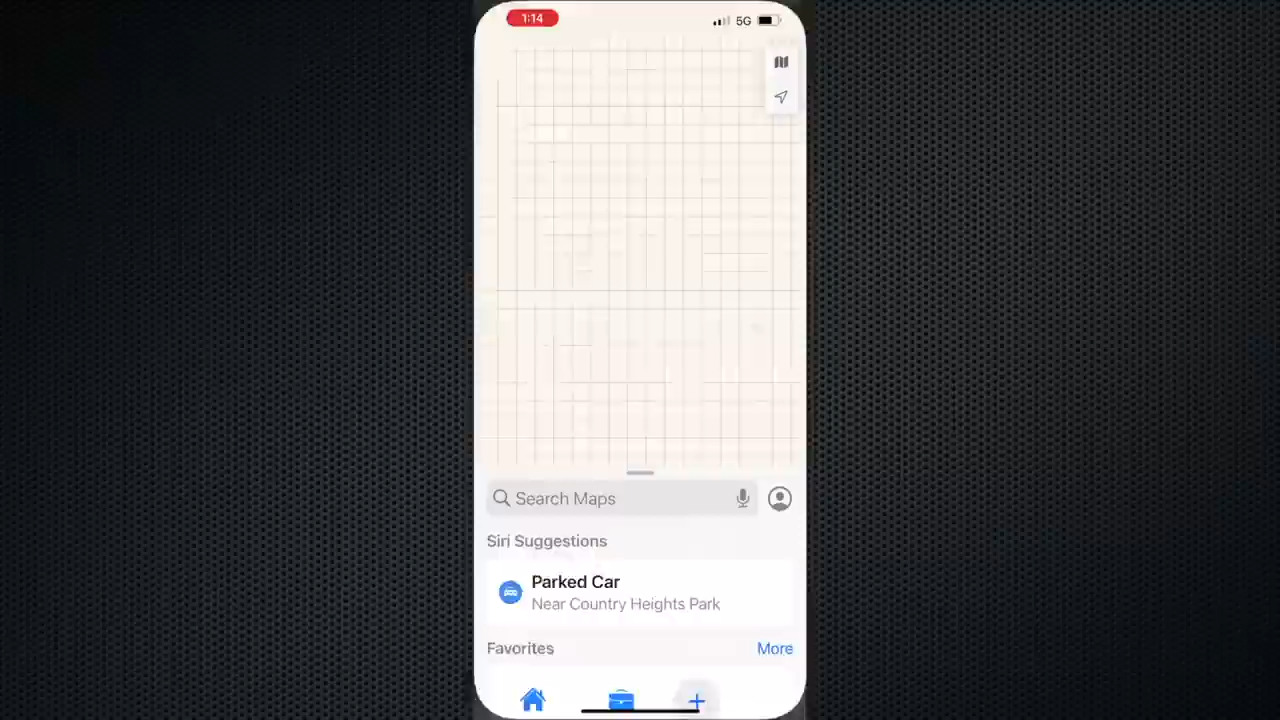 1:14
5G
Search Maps
Siri Suggestions
Parked Car
Near Country Heights Park
Favorites
More